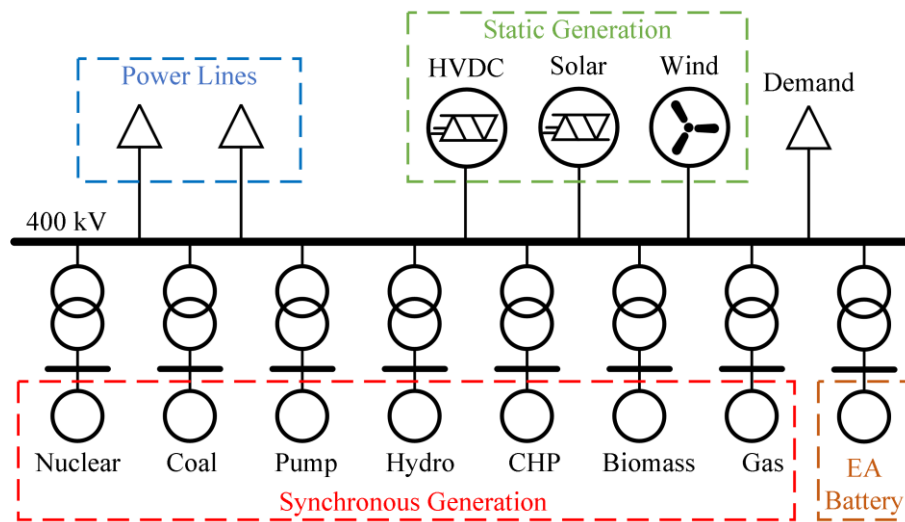 Static Generation
Power Lines
HVDC Solar Wind
Demand
400 kV
Nuclear Coal Pump Hydro CHP Biomass Gas
EA
Battery
Synchronous Generation